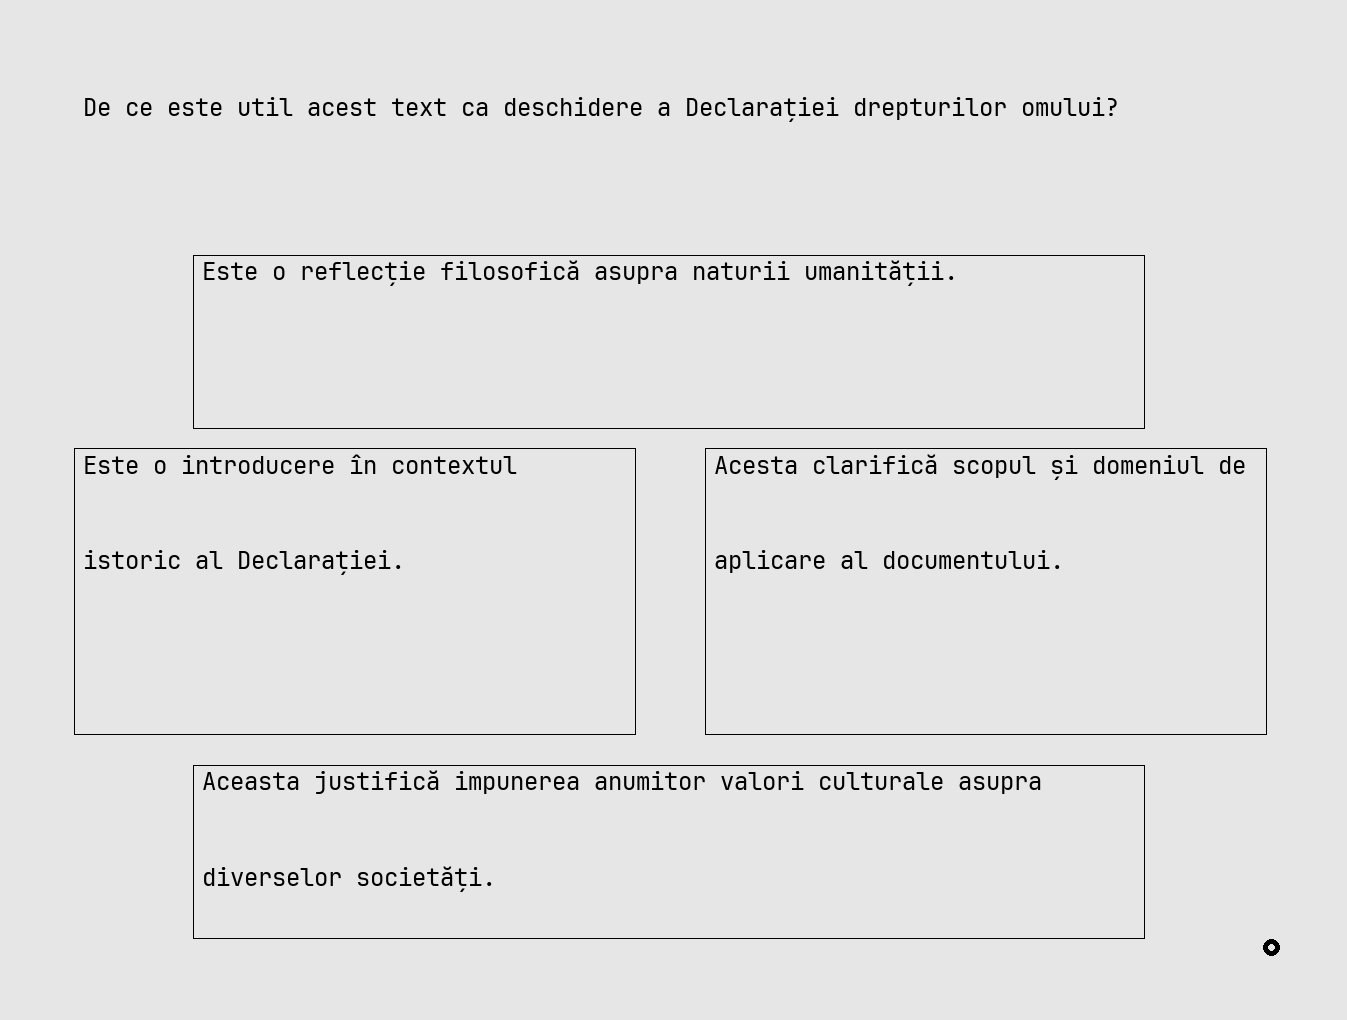 De ce este util acest text ca deschidere a Declarației drepturilor omului?
Este o reflecție filosofică asupra naturii umanității.
Este o introducere în contextul
istoric al Declarației.
Acesta clarifică scopul și domeniul de
aplicare al documentului.
Aceasta justifică impunerea anumitor valori culturale asupra
diverselor societăți.